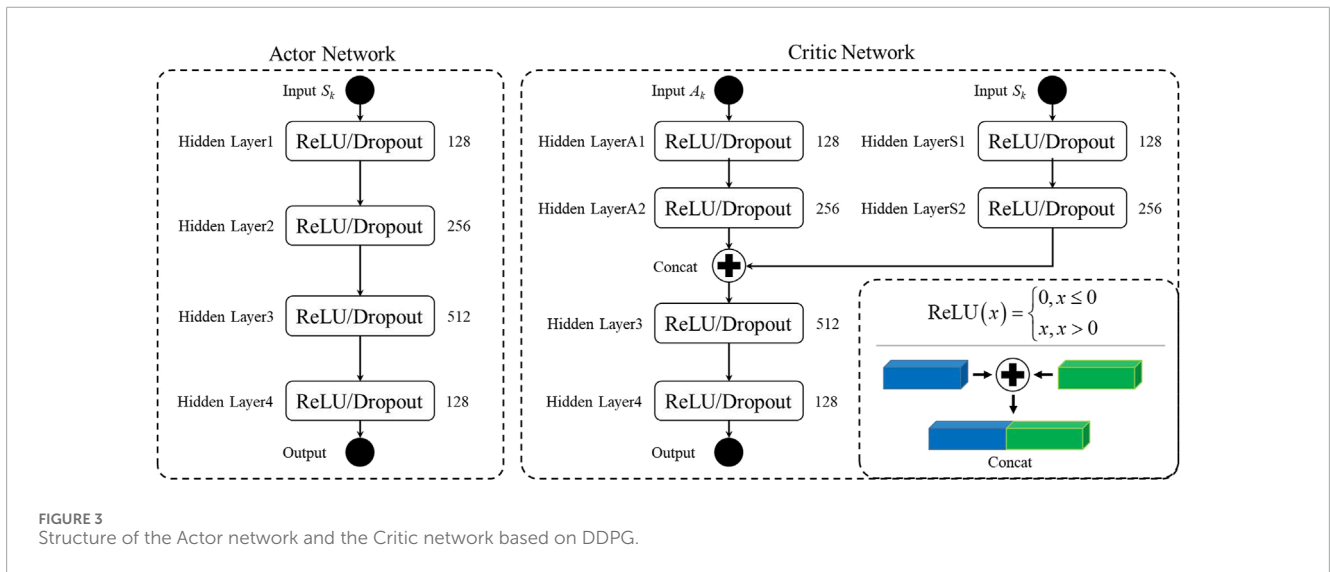 Actor Network
Input Sₖ
Hidden Layer1 ReLU/Dropout 128
Hidden Layer2 ReLU/Dropout 256
Hidden Layer3 ReLU/Dropout 512
Hidden Layer4 ReLU/Dropout 128
Output
Critic Network
Input Aₖ Input Sₖ
Hidden LayerA1 ReLU/Dropout 128 Hidden LayerS1 ReLU/Dropout 128
Hidden LayerA2 ReLU/Dropout 256 Hidden LayerS2 ReLU/Dropout 256
Concat
Hidden Layer3 ReLU/Dropout 512
Hidden Layer4 ReLU/Dropout 128
Output
ReLU(x) = { 0, x ≤ 0
x, x > 0
Concat
FIGURE 3
Structure of the Actor network and the Critic network based on DDPG.